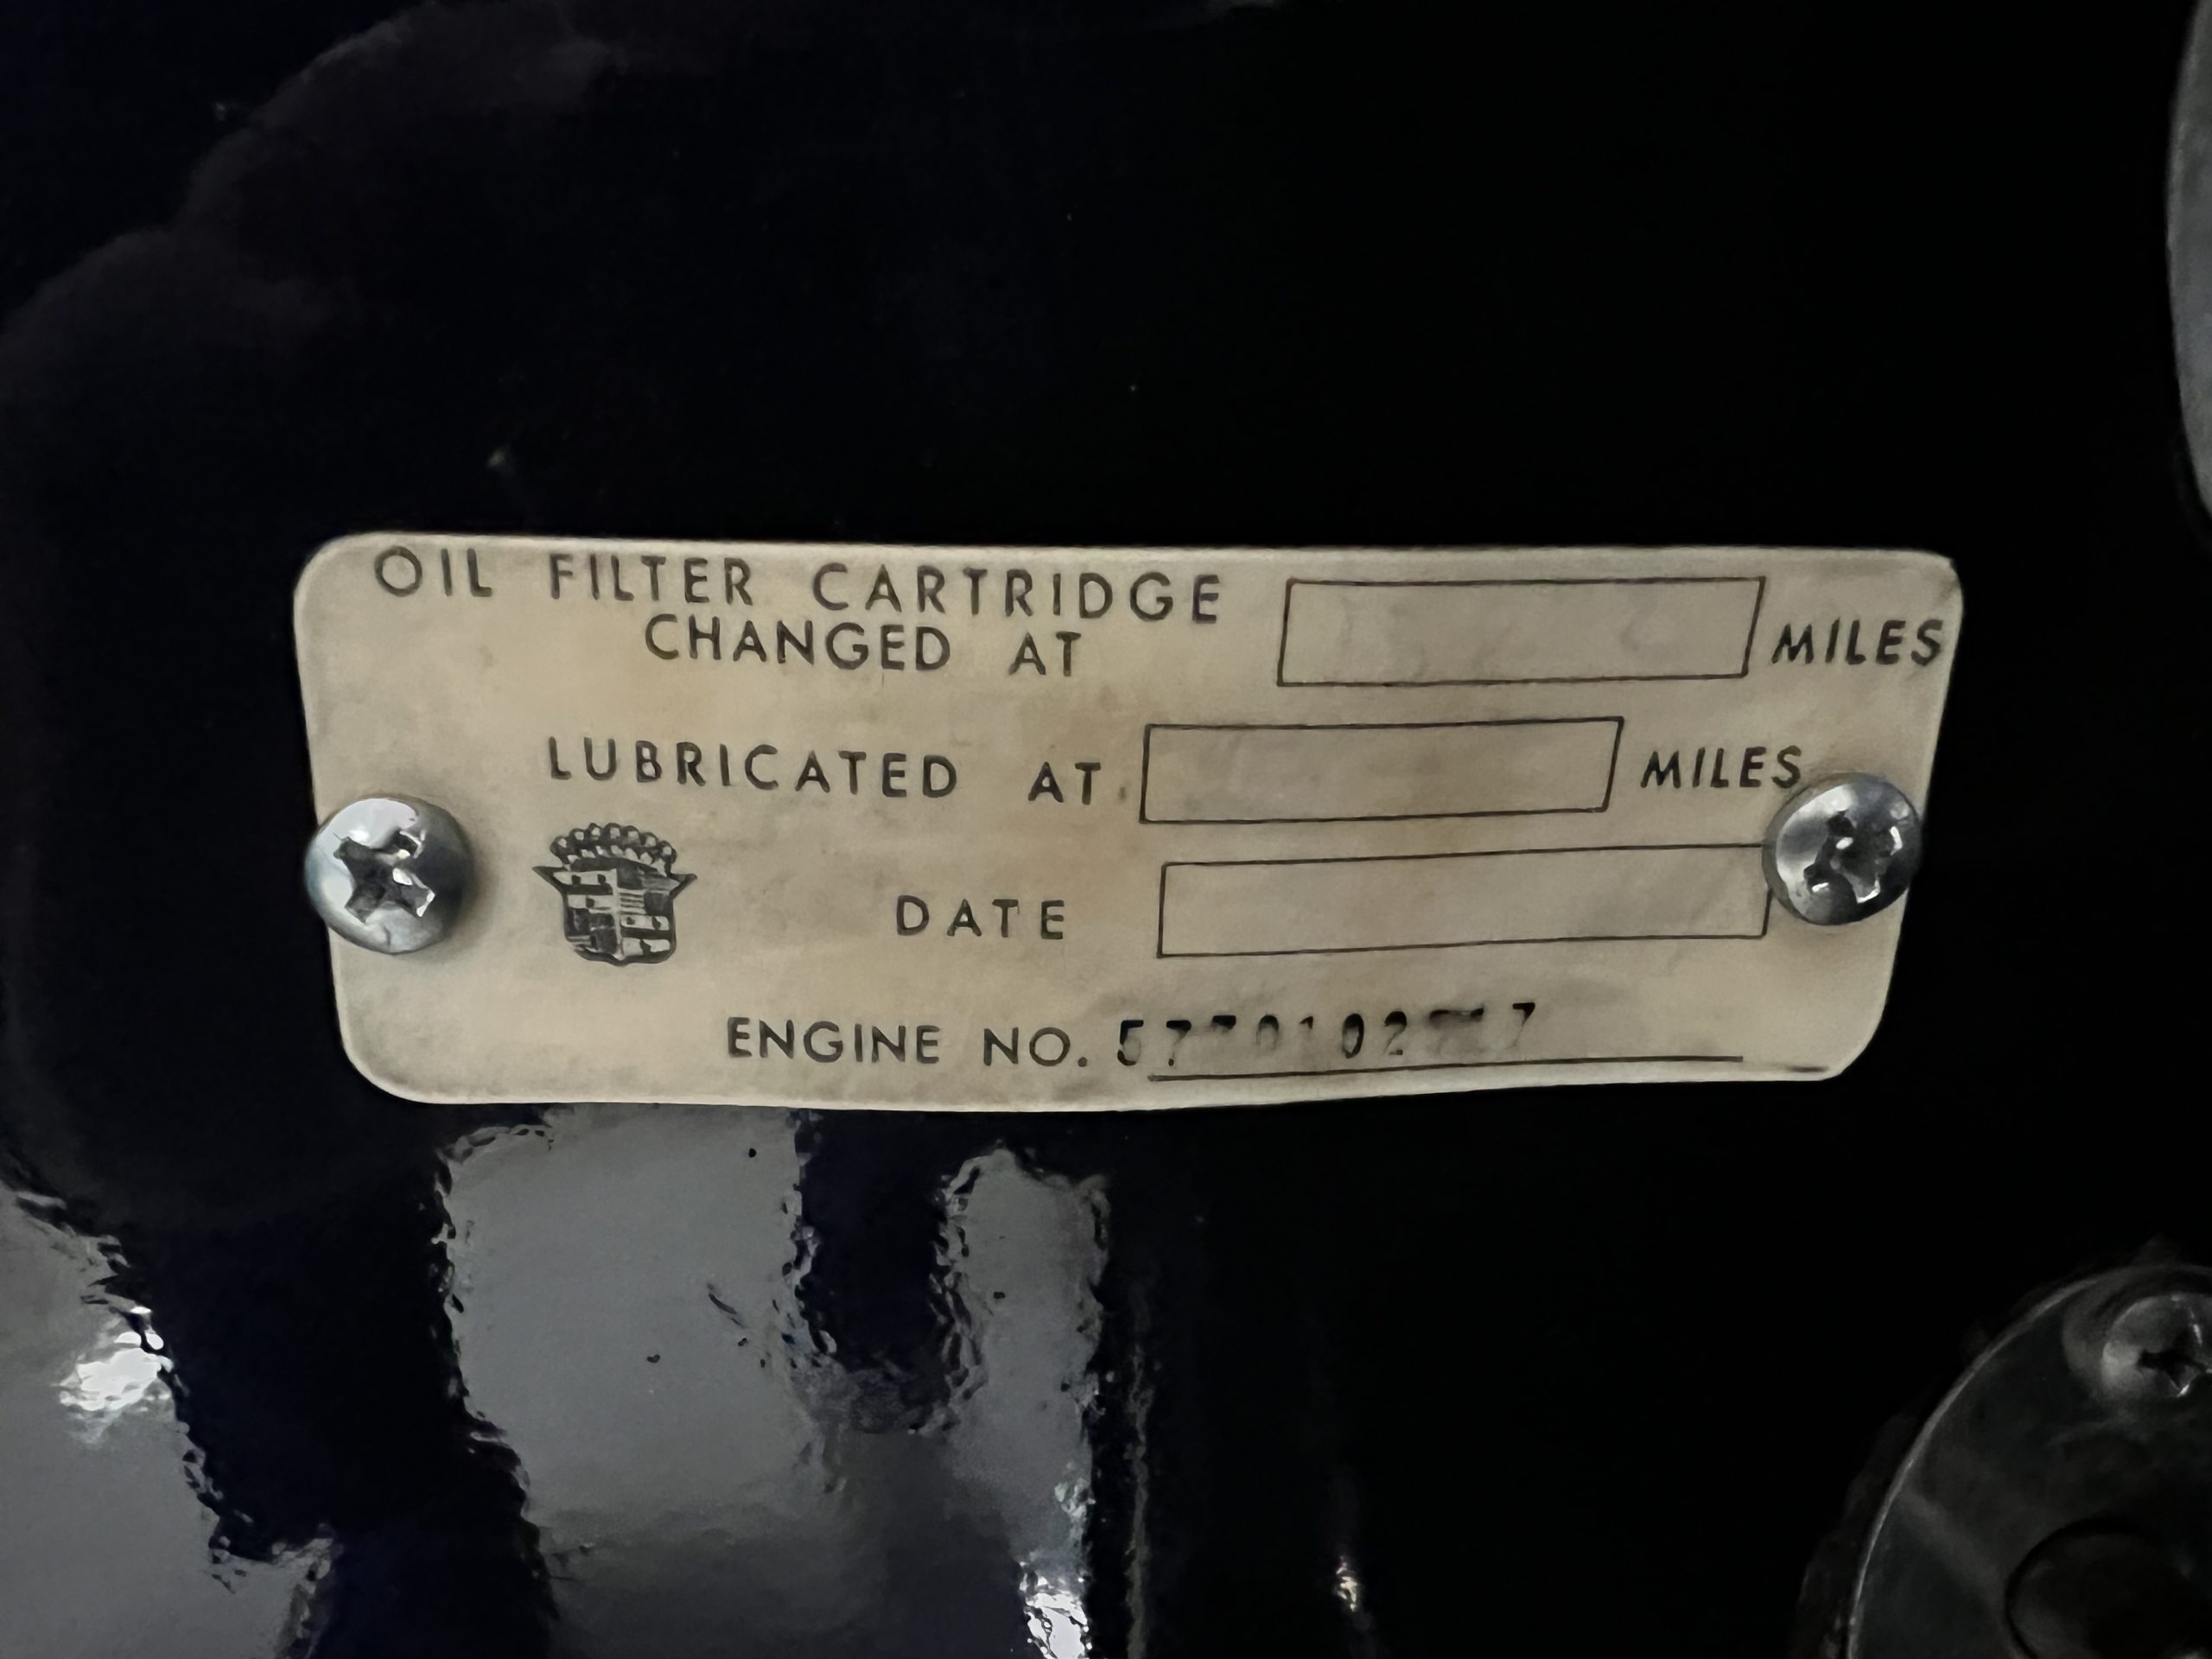 OIL FILTER CARTRIDGE
CHANGED AT MILES
LUBRICATED AT MILES
DATE
ENGINE NO.